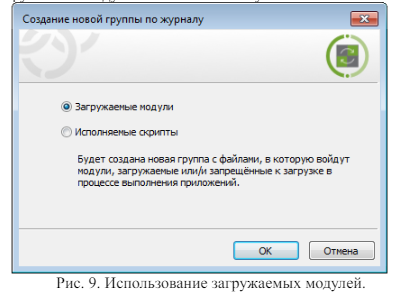 Создание новой группы по журналу
Загружаемые модули
Исполняемые скрипты
Будет создана новая группа с файлами, в которую войдут
модули, загружаемые или/и запрещённые к загрузке в
процессе выполнения приложений.
OK Отмена
Рис. 9. Использование загружаемых модулей.